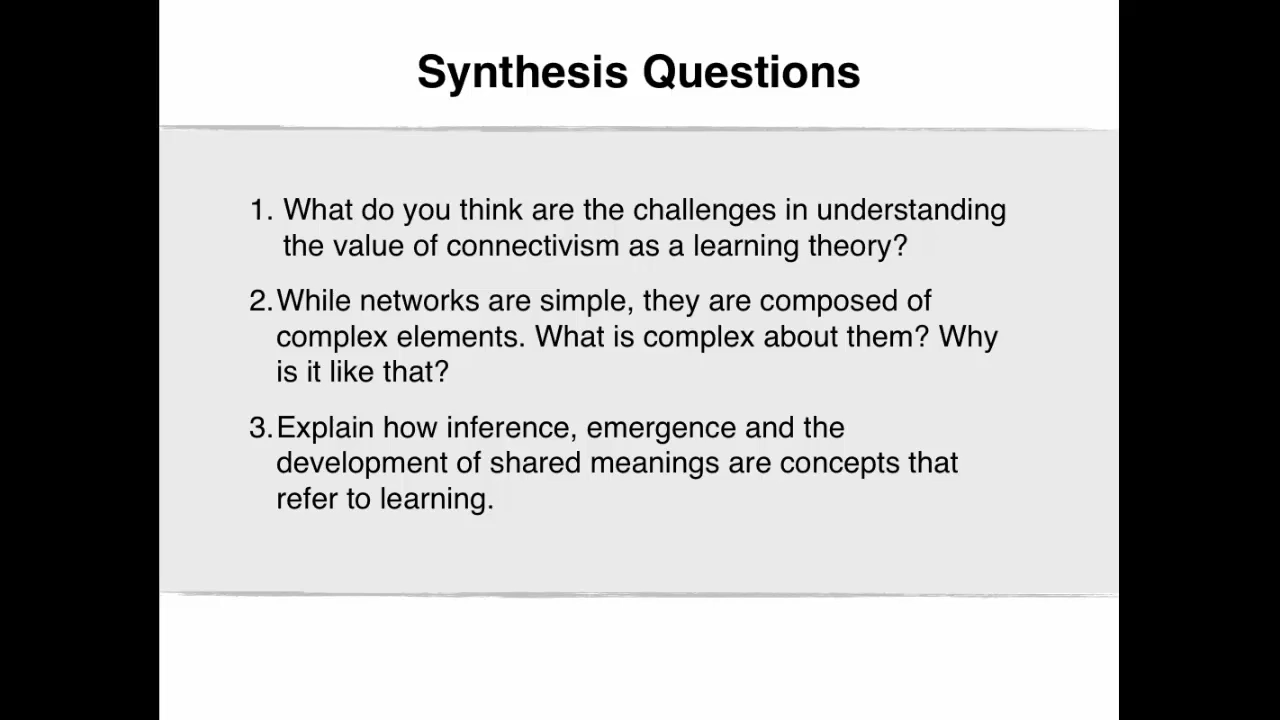 Synthesis Questions
1. What do you think are the challenges in understanding
the value of connectivism as a learning theory?
2. While networks are simple, they are composed of
complex elements. What is complex about them? Why
is it like that?
3. Explain how inference, emergence and the
development of shared meanings are concepts that
refer to learning.